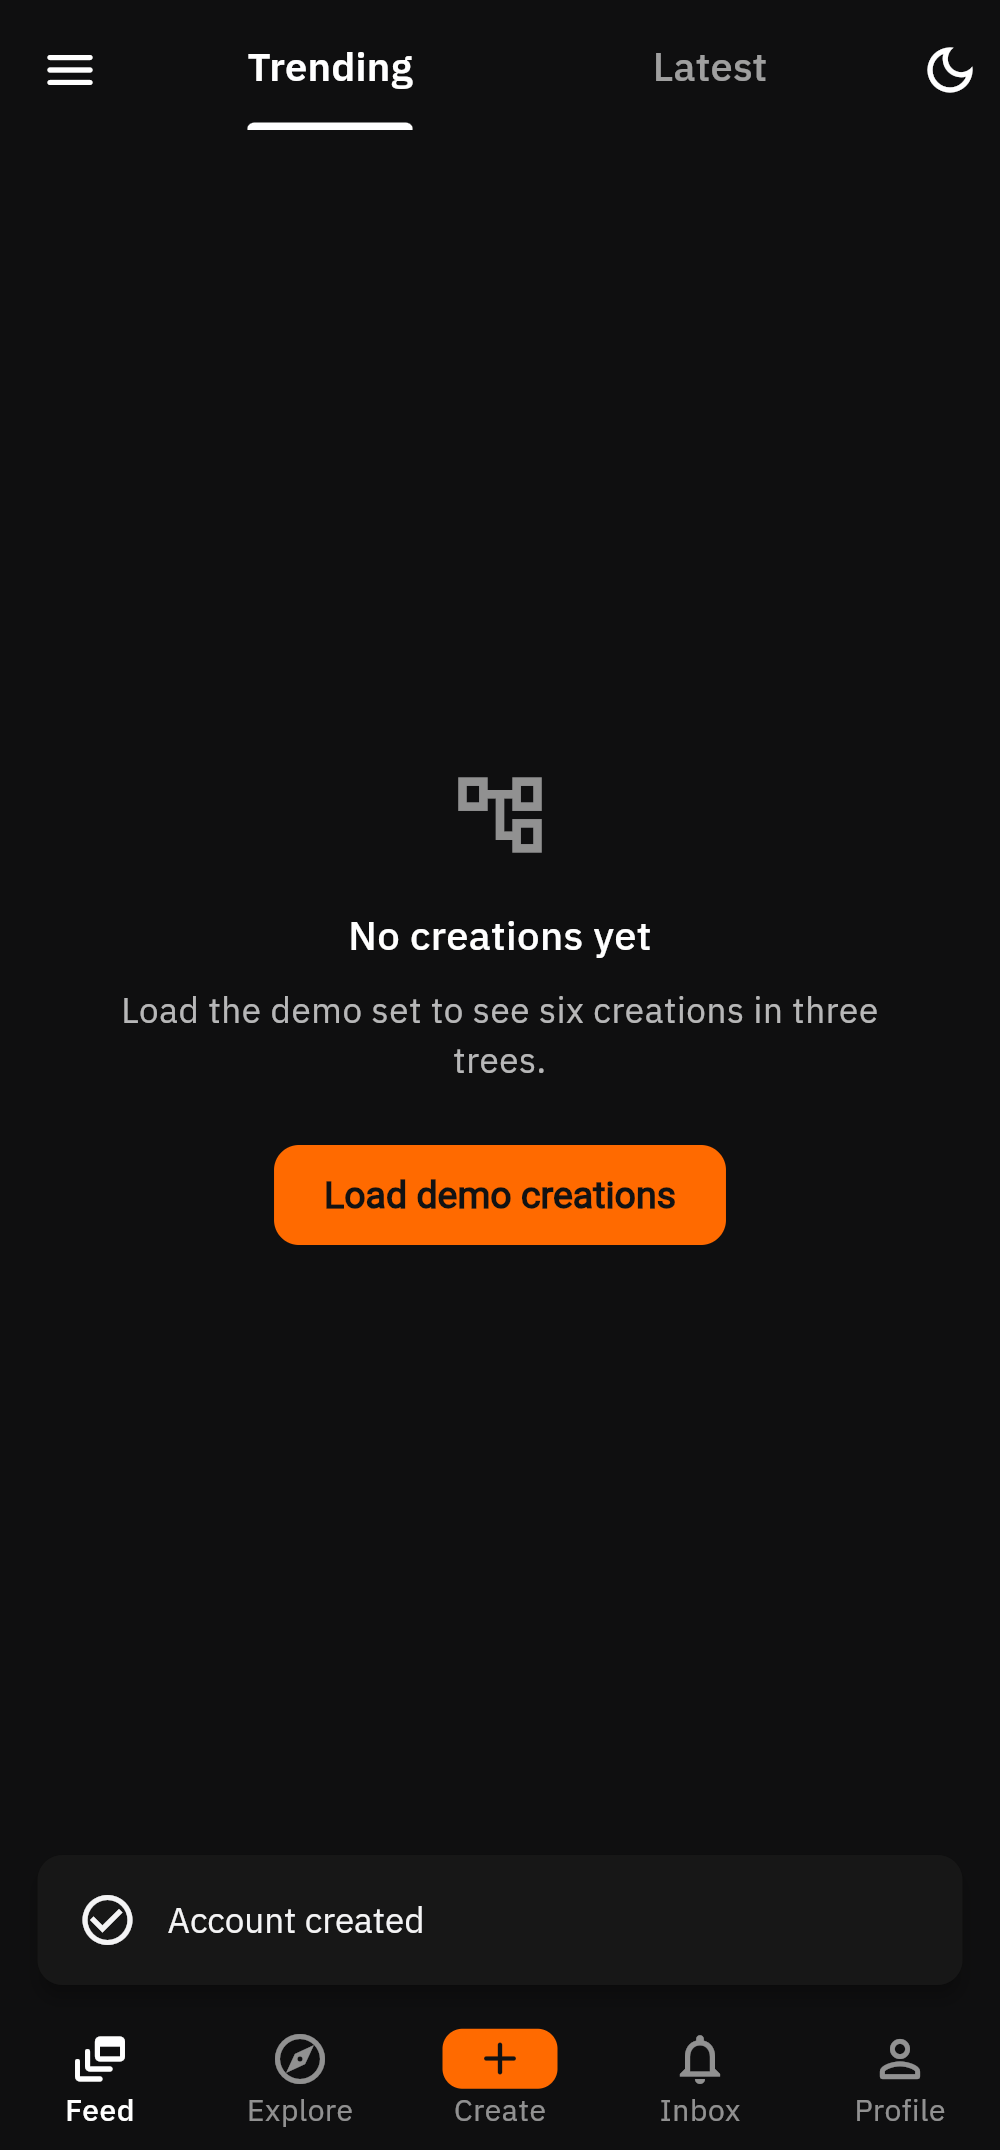 Trending
Latest
No creations yet
Load the demo set to see six creations in three
trees.
Load demo creations
Account created
Feed
Explore
Create
Inbox
Profile